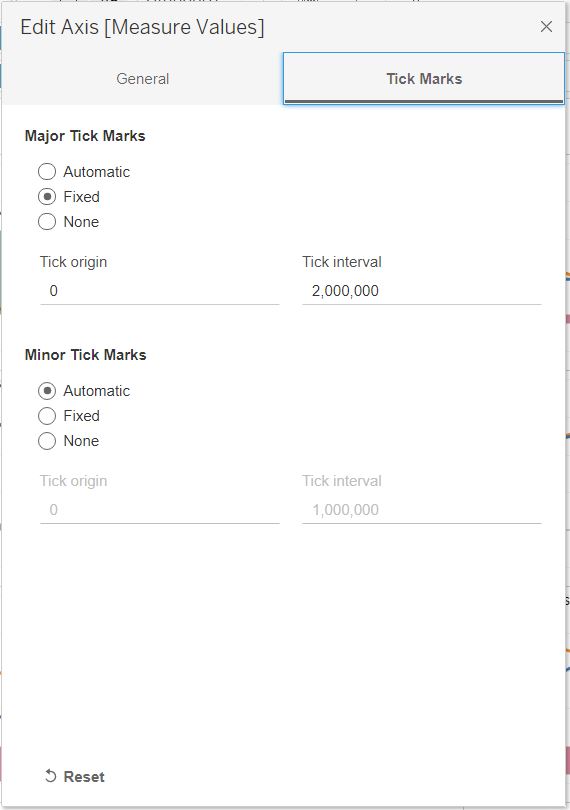 Edit Axis [Measure Values]
General
Tick Marks
Major Tick Marks
Automatic
Fixed
None
Tick origin
Tick interval
0
2,000,000
Minor Tick Marks
Automatic
Fixed
None
Tick origin
Tick interval
0
1,000,000
Reset